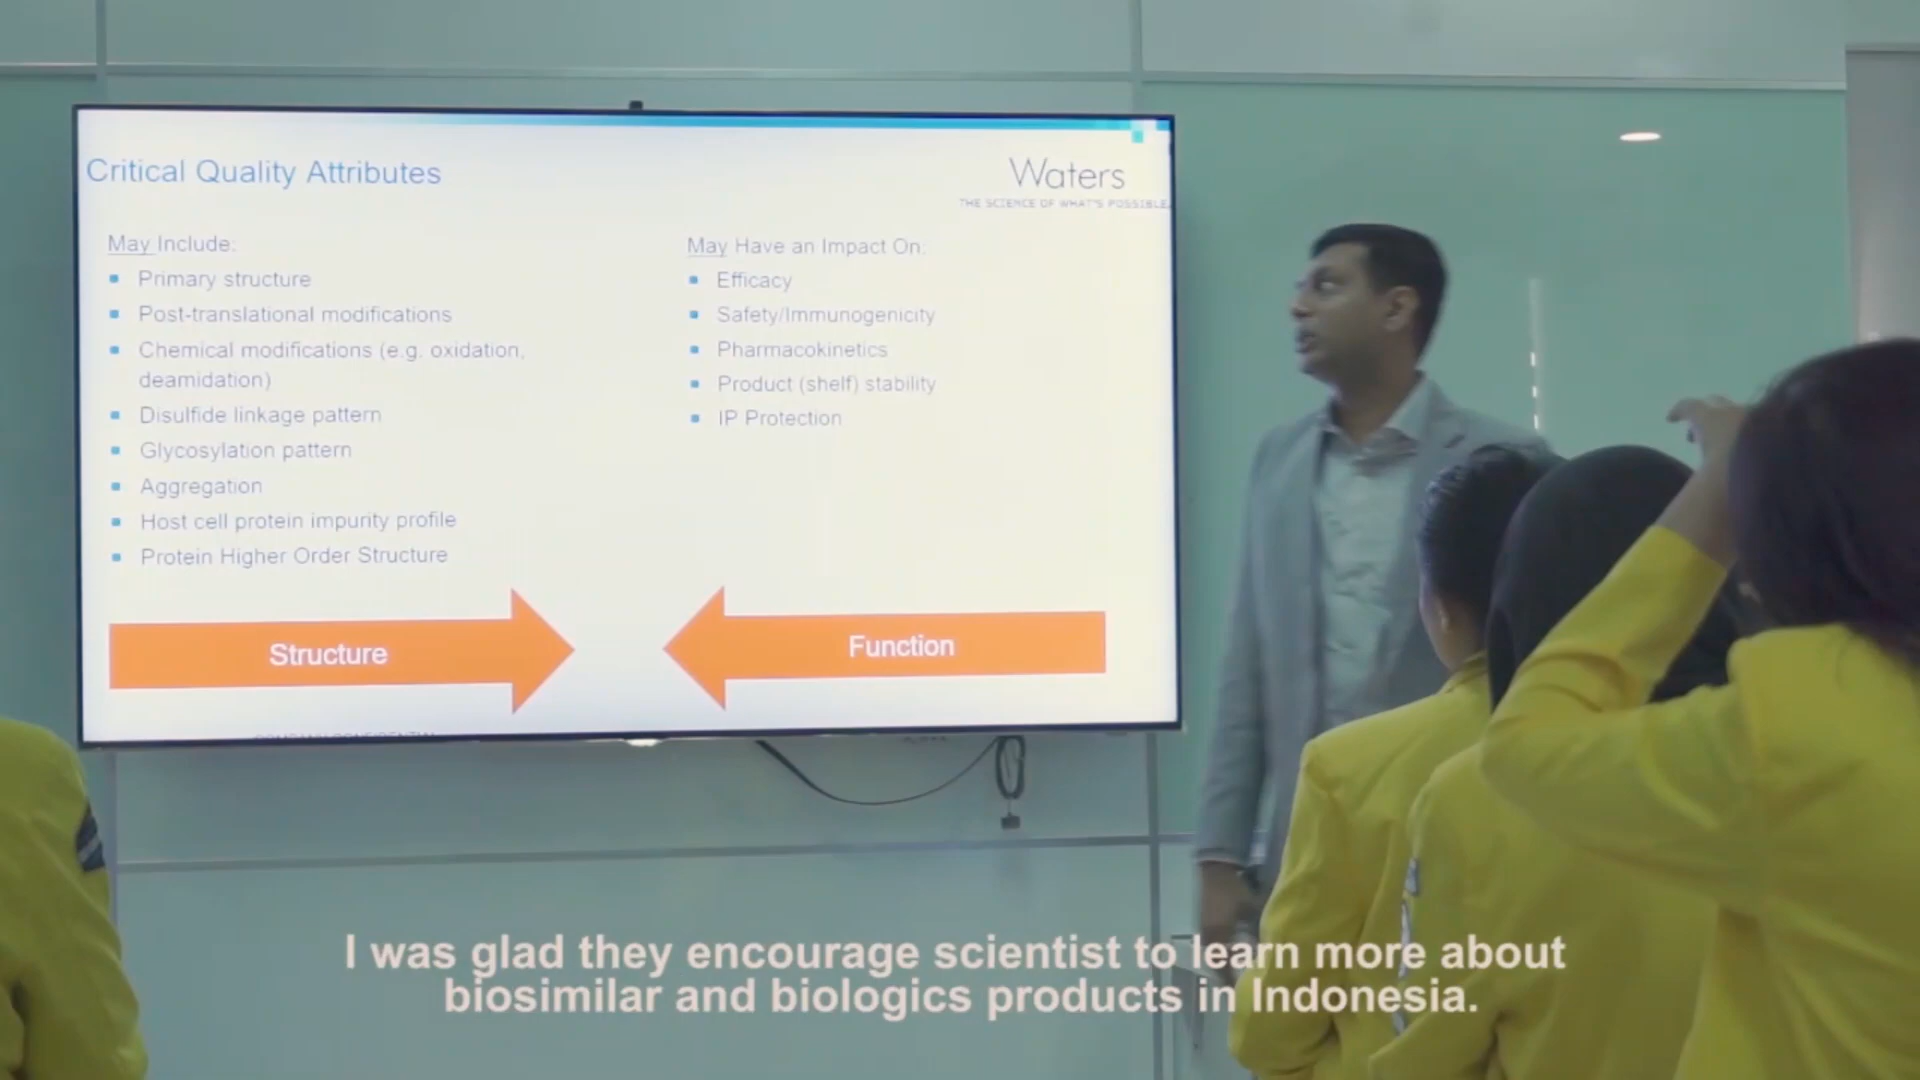 Critical Quality Attributes
Waters
THE SCIENCE OF WHAT'S POSSIBLE.
May Include:
Primary structure
Post-translational modifications
Chemical modifications (e.g. oxidation,
deamidation)
Disulfide linkage pattern
Glycosylation pattern
Aggregation
Host cell protein impurity profile
Protein Higher Order Structure
May Have an Impact On:
Efficacy
Safety/Immunogenicity
Pharmacokinetics
Product (shelf) stability
IP Protection
Structure
Function
I was glad they encourage scientist to learn more about
biosimilar and biologics products in Indonesia.